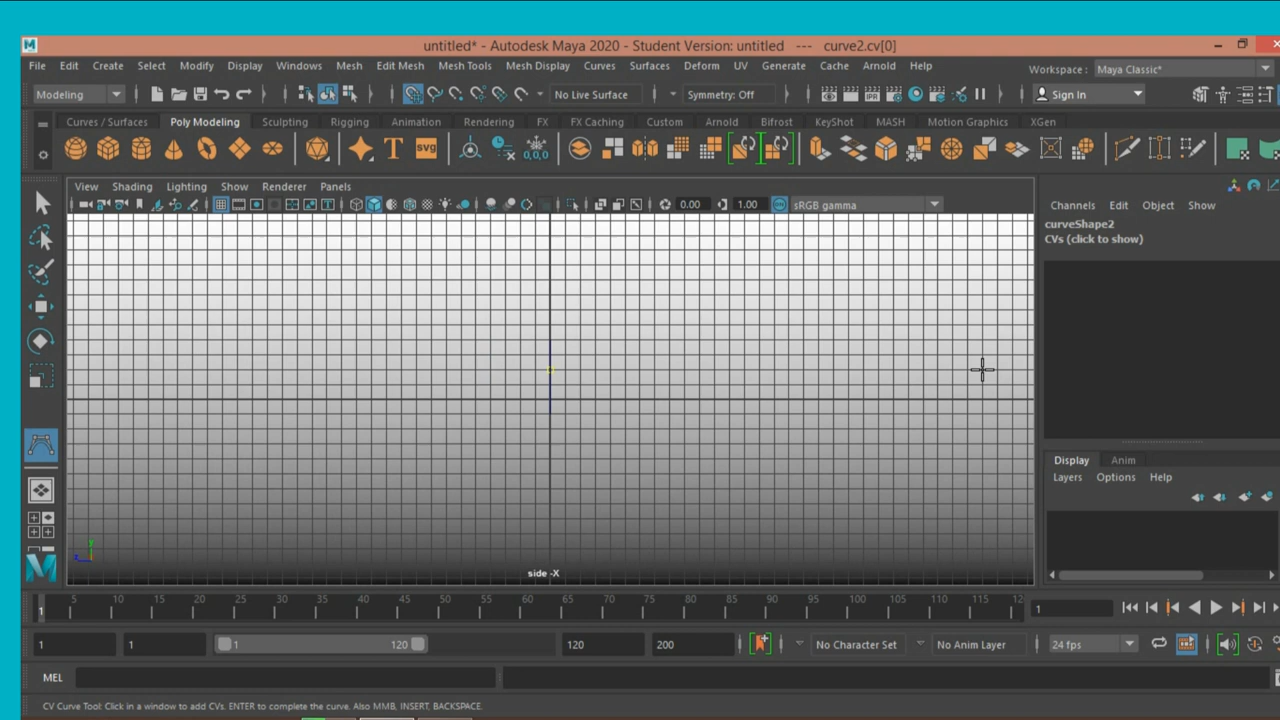 untitled* - Autodesk Maya 2020 - Student Version: untitled --- curve2.cv[0]
File Edit Create Select Modify Display Windows Mesh Edit Mesh Mesh Tools Mesh Display Curves Surfaces Deform UV Generate Cache Arnold Help
Workspace : Maya Classic*
Modeling No Live Surface Symmetry: Off Sign In
Curves / Surfaces Poly Modeling Sculpting Rigging Animation Rendering FX FX Caching Custom Arnold Bifrost KeyShot MASH Motion Graphics XGen
T svg 0,0,0
View Shading Lighting Show Renderer Panels
0.00 1.00 sRGB gamma
Channels Edit Object Show
curveShape2
CVs (click to show)
side -X
Display Anim
Layers Options Help
5 10 15 20 25 30 35 40 45 50 55 60 65 70 75 80 85 90 95 100 105 110 115 12
1 1
1 1 1 120 120 200 No Character Set No Anim Layer 24 fps
MEL
CV Curve Tool: Click in a window to add CVs. ENTER to complete the curve. Also MMB, INSERT, BACKSPACE.